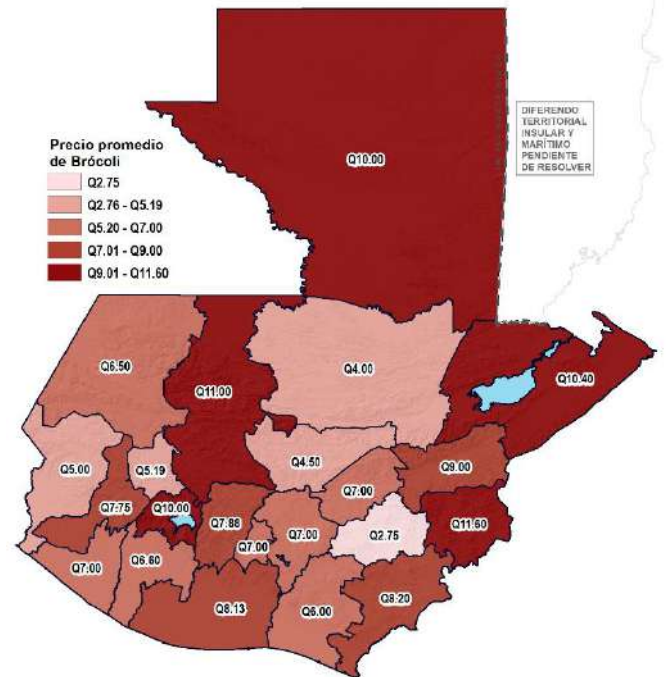 DIFERENDO
TERRITORIAL
INSULAR Y
MARÍTIMO
PENDIENTE
DE RESOLVER
Precio promedio
de Brócoli
Q2.75
Q2.76 - Q5.19
Q5.20 - Q7.00
Q7.01 - Q9.00
Q9.01 - Q11.60
Q10.00
Q6.50
Q11.00
Q4.00
Q10.40
Q5.00
Q5.19
Q4.50
Q9.00
Q7.75
Q10.00
Q7.88
Q7.00
Q7.00
Q7.00
Q2.75
Q11.60
Q7.00
Q6.60
Q8.13
Q6.00
Q8.20